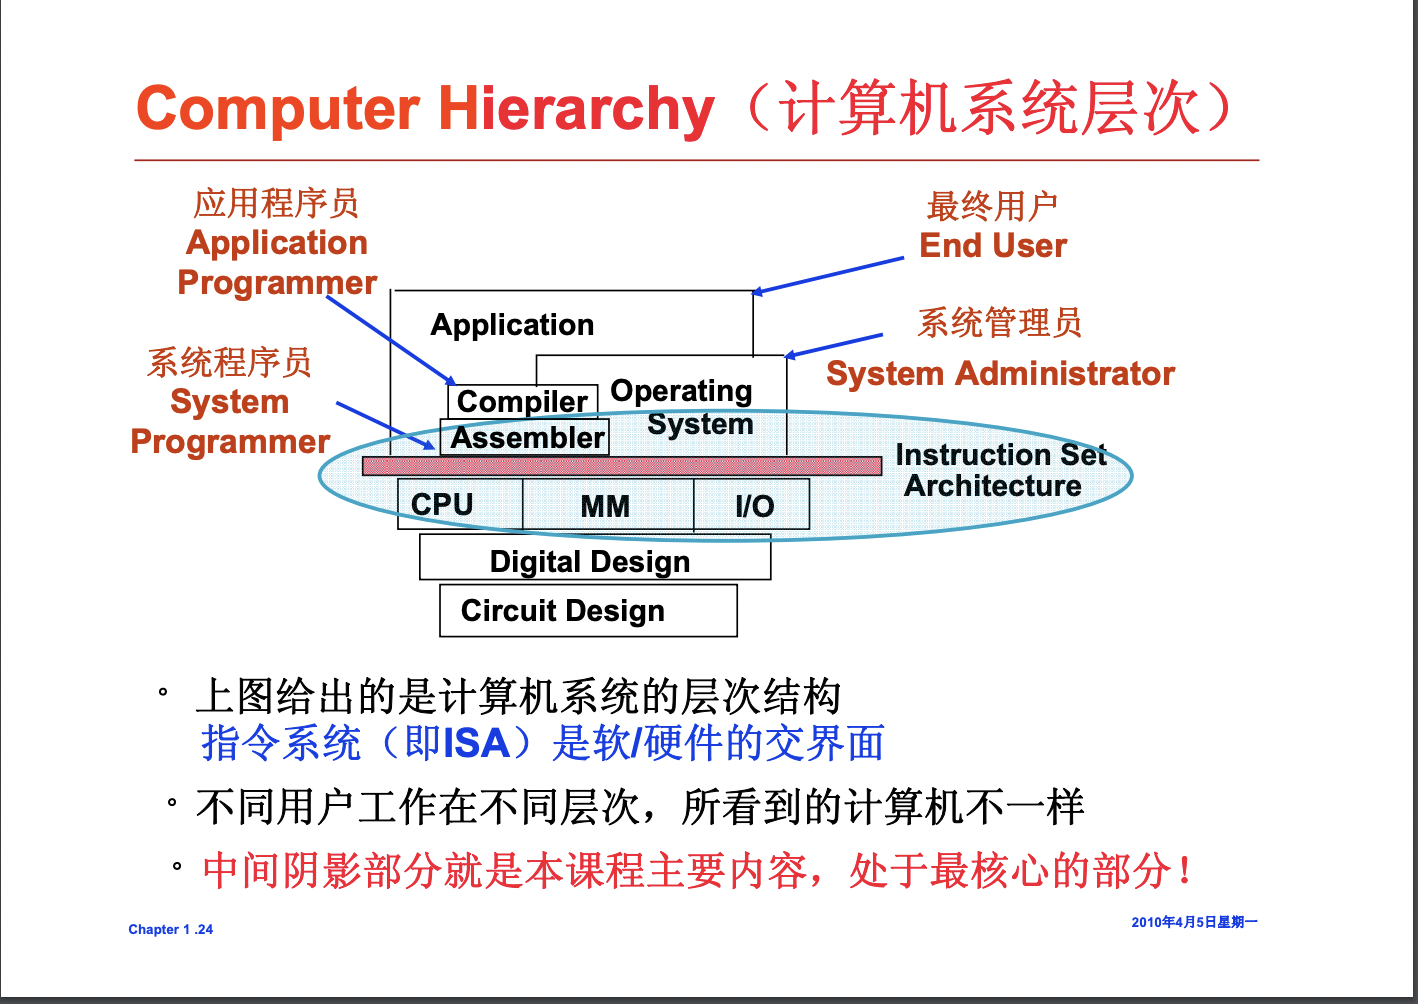 Computer Hierarchy（计算机系统层次）
应用程序员
Application
Programmer
最终用户
End User
系统管理员
System Administrator
系统程序员
System
Programmer
Application
Compiler
Operating
System
Assembler
Instruction Set
Architecture
CPU
MM
I/O
Digital Design
Circuit Design
° 上图给出的是计算机系统的层次结构
指令系统（即ISA）是软/硬件的交界面
° 不同用户工作在不同层次，所看到的计算机不一样
° 中间阴影部分就是本课程主要内容，处于最核心的部分！
Chapter 1 .24
2010年4月5日星期一